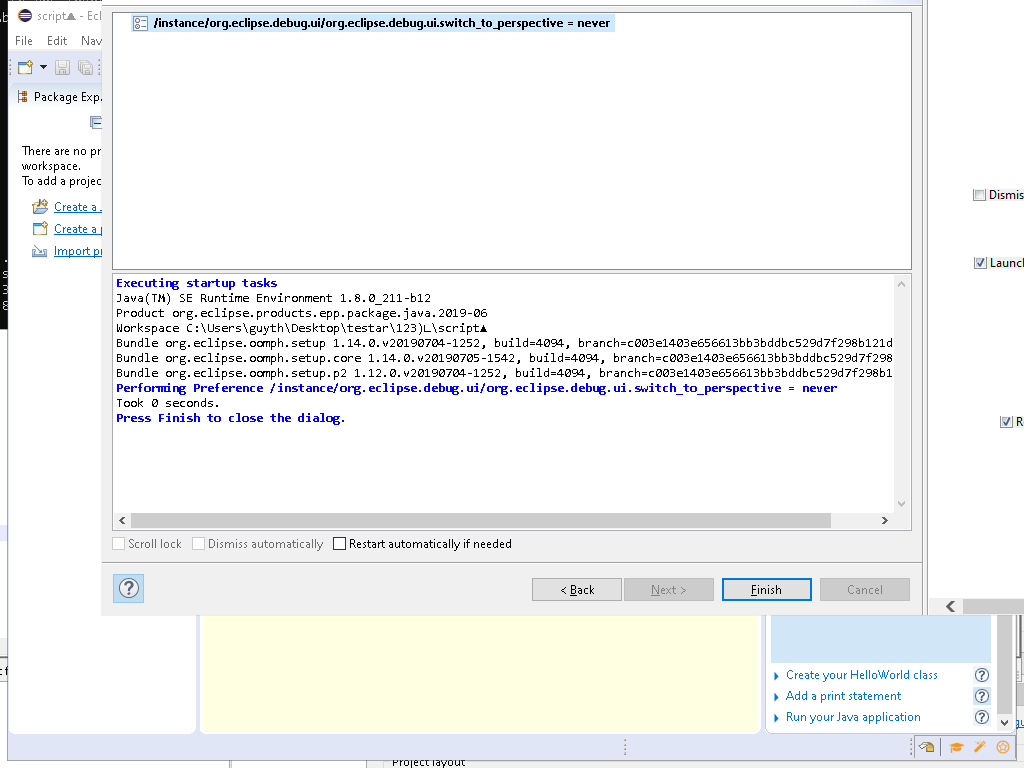 /instance/org.eclipse.debug.ui/org.eclipse.debug.ui.switch_to_perspective = never
script▲ - Ecl
File Edit Nav
Package Exp
There are no pr
workspace.
To add a projec
Create a
Create a
Import pr
Executing startup tasks
Java(TM) SE Runtime Environment 1.8.0_211-b12
Product org.eclipse.products.epp.package.java.2019-06
Workspace C:\Users\guyth\Desktop\testar\123)∟\script▲
Bundle org.eclipse.oomph.setup 1.14.0.v20190704-1252, build=4094, branch=c003e1403e656613bb3bddbc529d7f298b121d
Bundle org.eclipse.oomph.setup.core 1.14.0.v20190705-1542, build=4094, branch=c003e1403e656613bb3bddbc529d7f298
Bundle org.eclipse.oomph.setup.p2 1.12.0.v20190704-1252, build=4094, branch=c003e1403e656613bb3bddbc529d7f298b1
Performing Preference /instance/org.eclipse.debug.ui/org.eclipse.debug.ui.switch_to_perspective = never
Took 0 seconds.
Press Finish to close the dialog.
Scroll lock Dismiss automatically Restart automatically if needed
< Back Next > Finish Cancel
Dismis
Launch
R
Create your HelloWorld class
Add a print statement
Run your Java application
Project layout